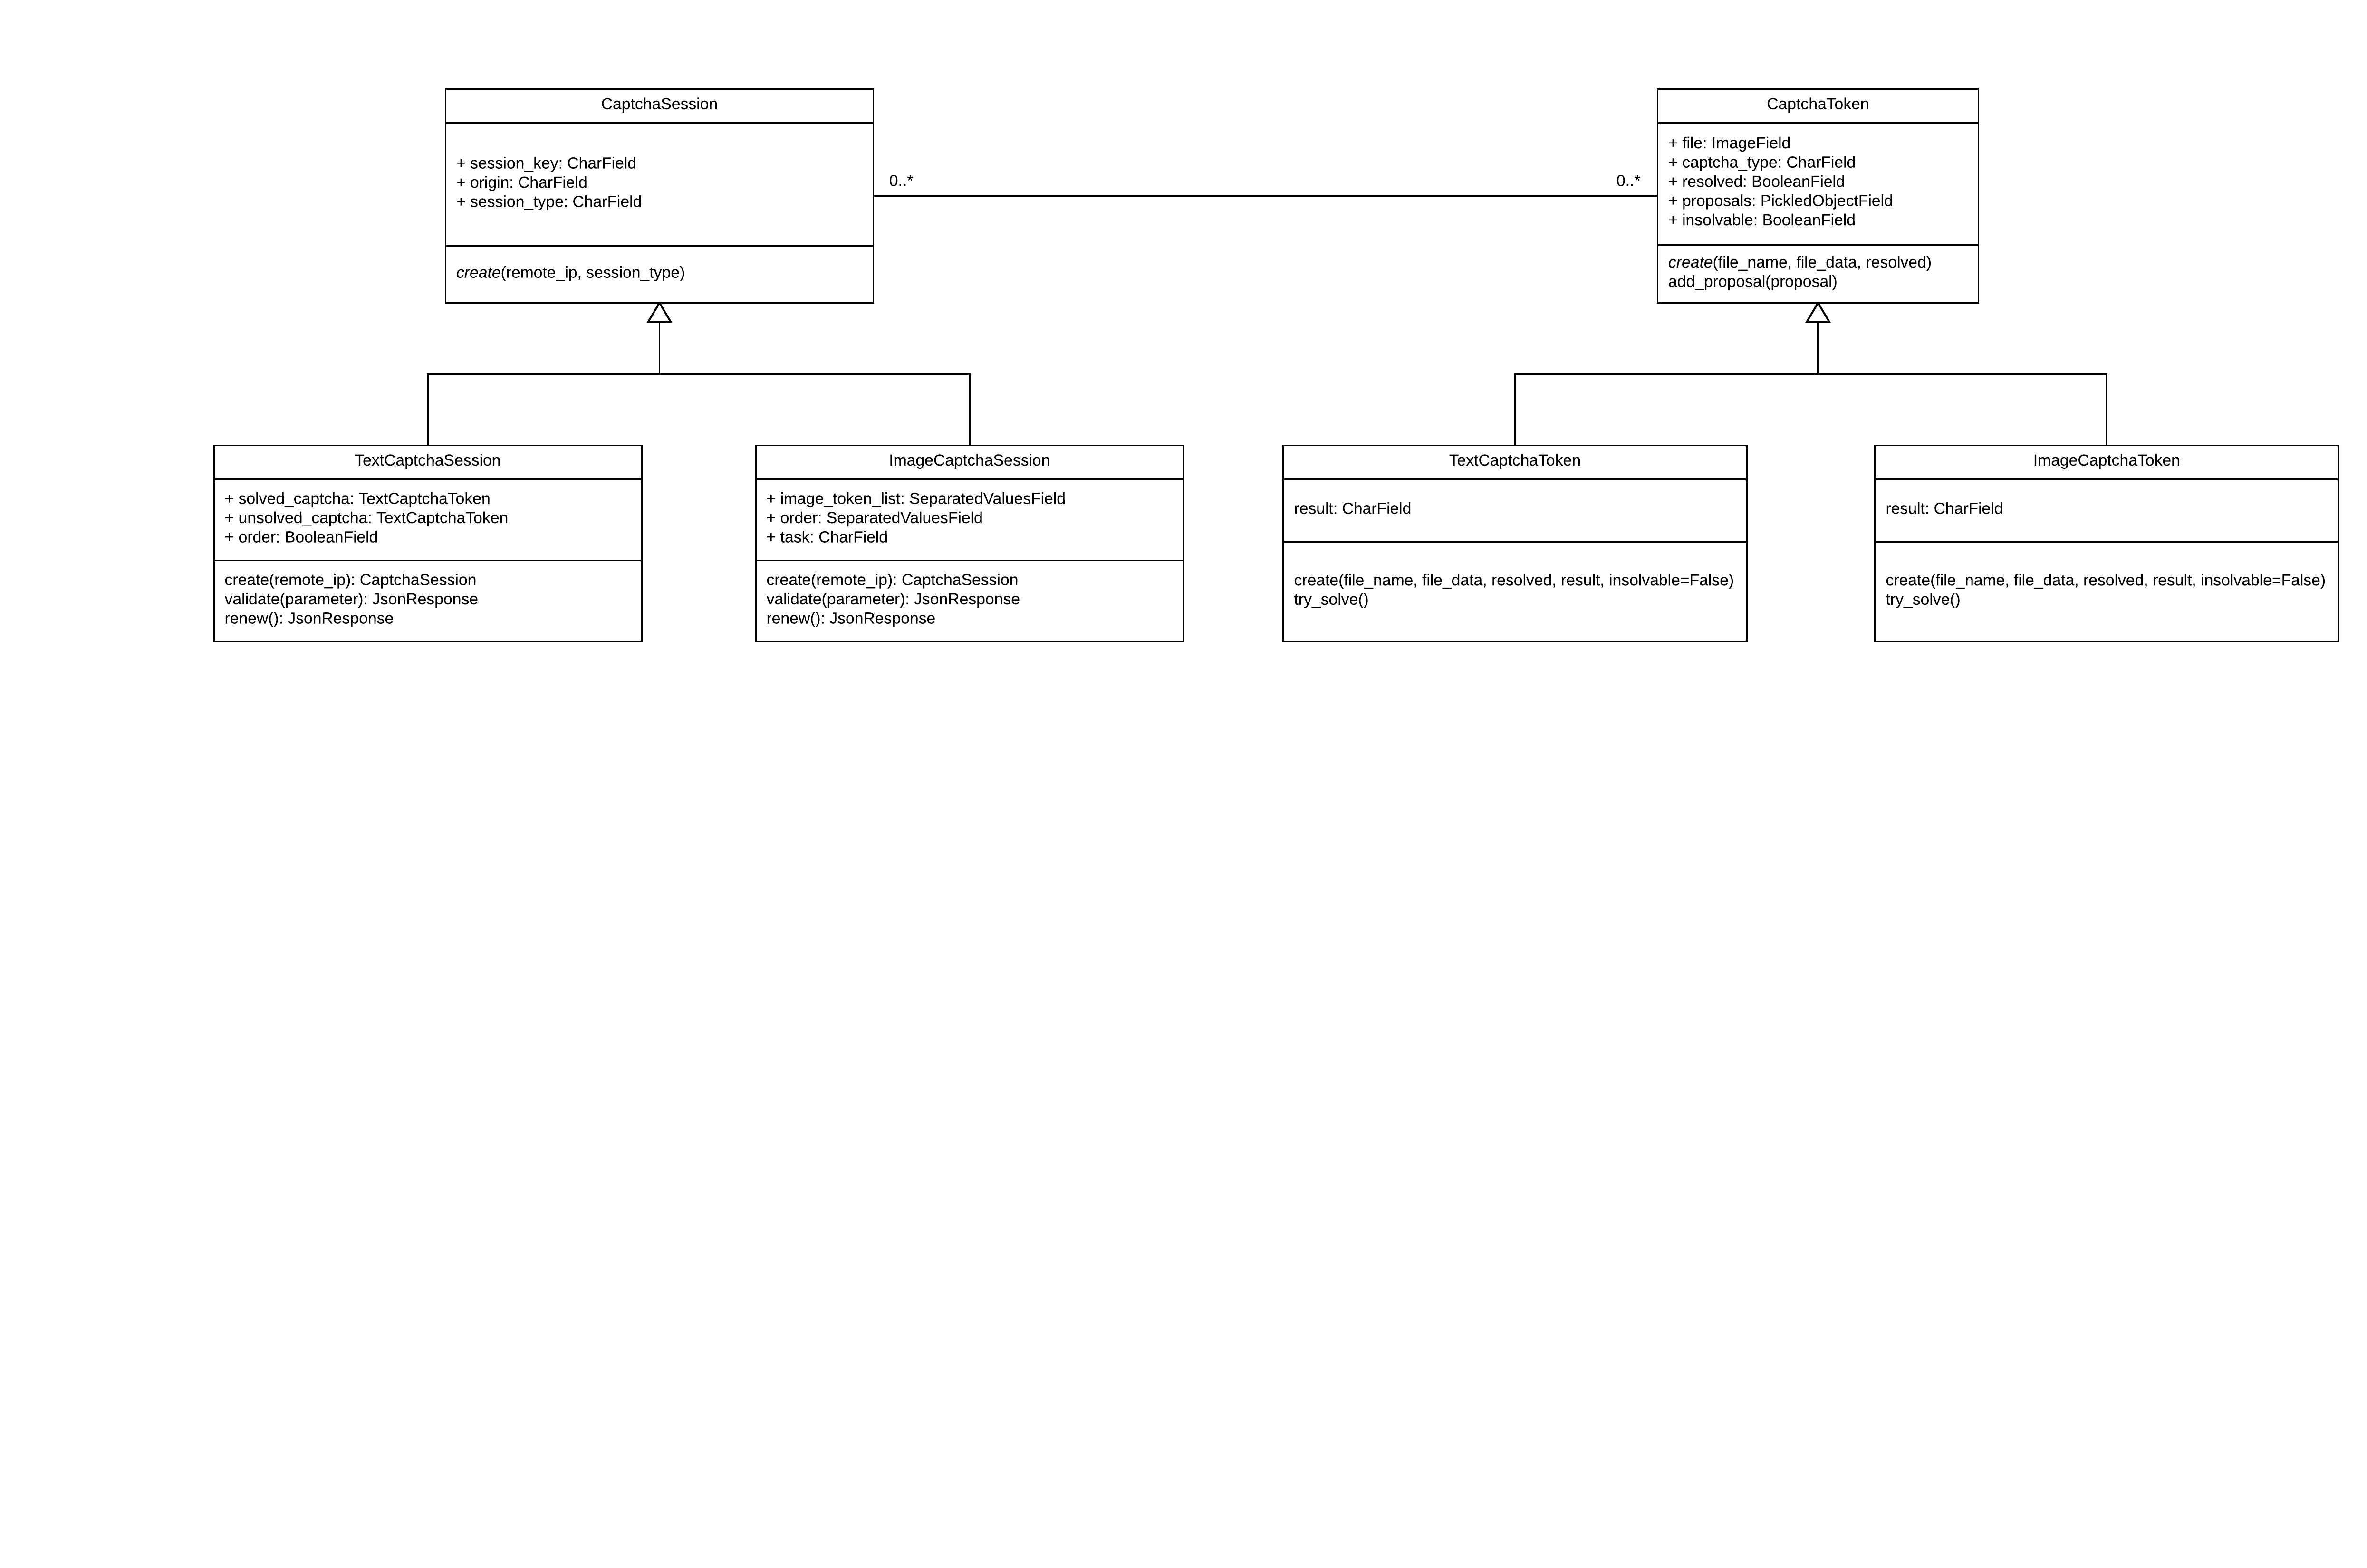 CaptchaSession
+ session_key: CharField
+ origin: CharField
+ session_type: CharField
create(remote_ip, session_type)
0..*
0..*
CaptchaToken
+ file: ImageField
+ captcha_type: CharField
+ resolved: BooleanField
+ proposals: PickledObjectField
+ insolvable: BooleanField
create(file_name, file_data, resolved)
add_proposal(proposal)
TextCaptchaSession
+ solved_captcha: TextCaptchaToken
+ unsolved_captcha: TextCaptchaToken
+ order: BooleanField
create(remote_ip): CaptchaSession
validate(parameter): JsonResponse
renew(): JsonResponse
ImageCaptchaSession
+ image_token_list: SeparatedValuesField
+ order: SeparatedValuesField
+ task: CharField
create(remote_ip): CaptchaSession
validate(parameter): JsonResponse
renew(): JsonResponse
TextCaptchaToken
result: CharField
create(file_name, file_data, resolved, result, insolvable=False)
try_solve()
ImageCaptchaToken
result: CharField
create(file_name, file_data, resolved, result, insolvable=False)
try_solve()